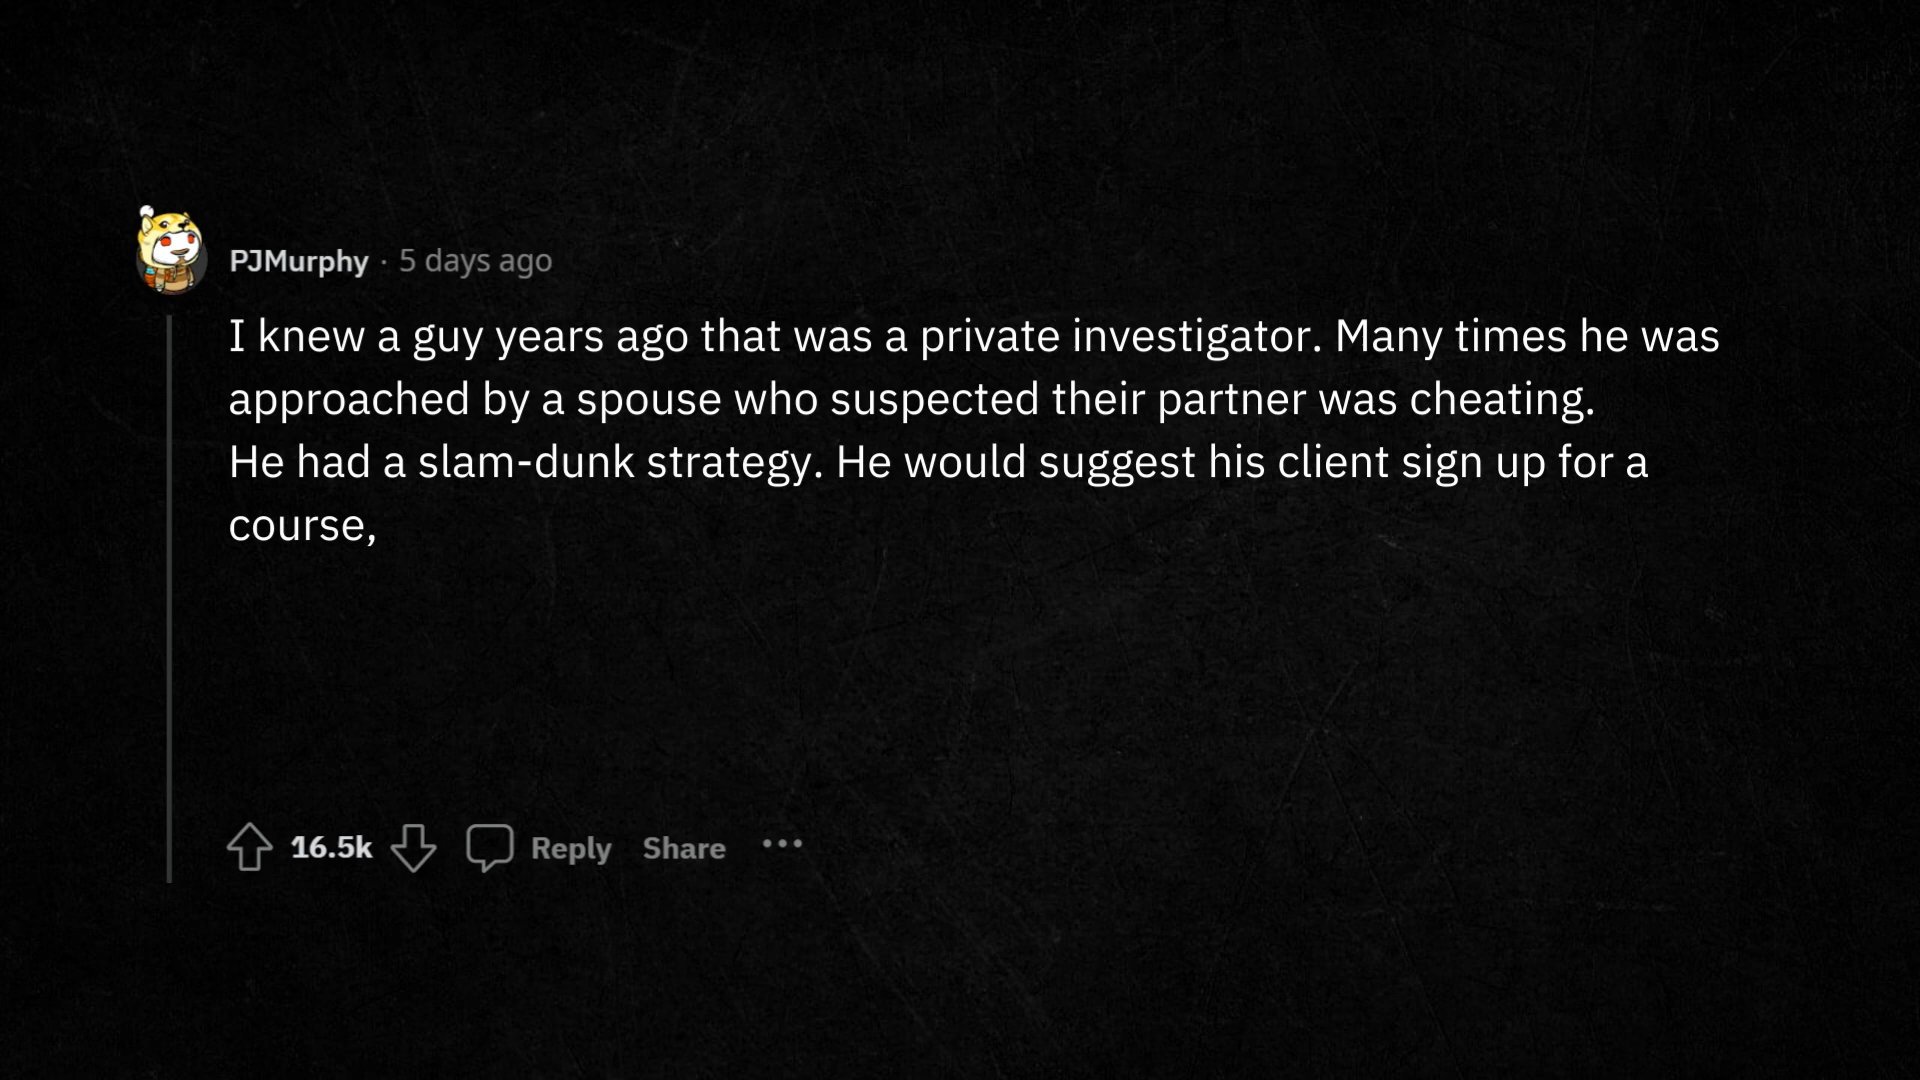 PJMurphy · 5 days ago
I knew a guy years ago that was a private investigator. Many times he was
approached by a spouse who suspected their partner was cheating.
He had a slam-dunk strategy. He would suggest his client sign up for a
course,
16.5k Reply Share •••